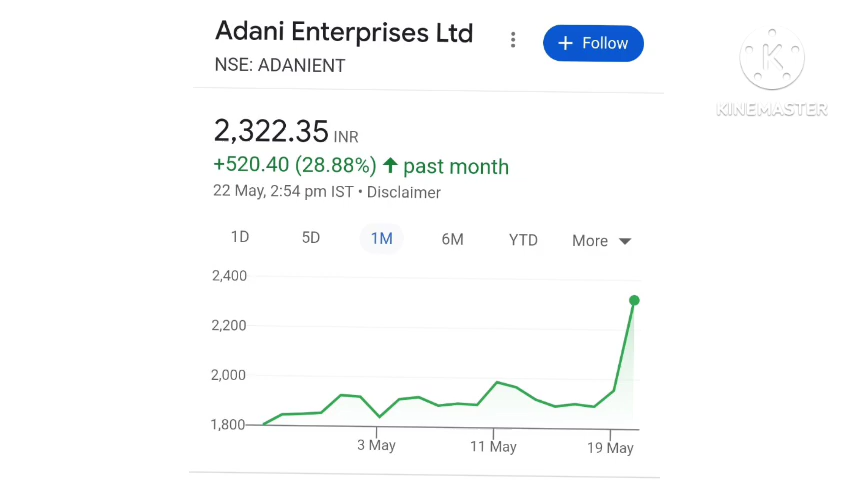 Adani Enterprises Ltd
+ Follow
NSE: ADANIENT
K
KINEMASTER
2,322.35 INR
+520.40 (28.88%) ↑ past month
22 May, 2:54 pm IST • Disclaimer
1D 5D 1M 6M YTD More
2,400
2,200
2,000
1,800
3 May 11 May 19 May